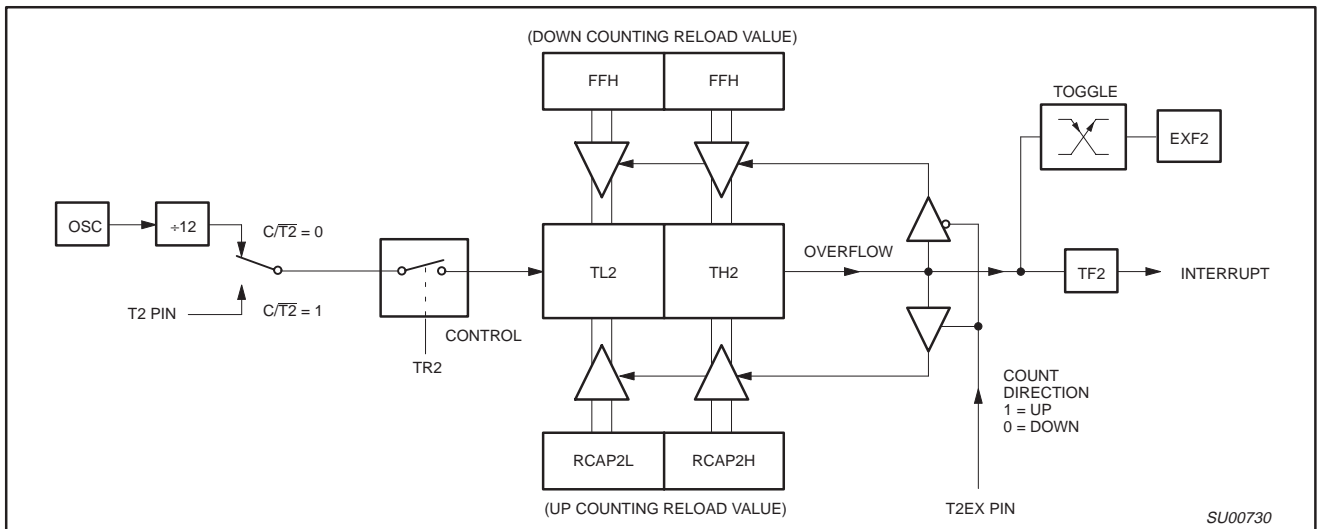 (DOWN COUNTING RELOAD VALUE)
FFH
FFH
TOGGLE
EXF2
OSC
÷12
C/T2̅ = 0
C/T2̅ = 1
T2 PIN
CONTROL
TR2
TL2
TH2
OVERFLOW
TF2
INTERRUPT
COUNT
DIRECTION
1 = UP
0 = DOWN
RCAP2L
RCAP2H
(UP COUNTING RELOAD VALUE)
T2EX PIN
SU00730